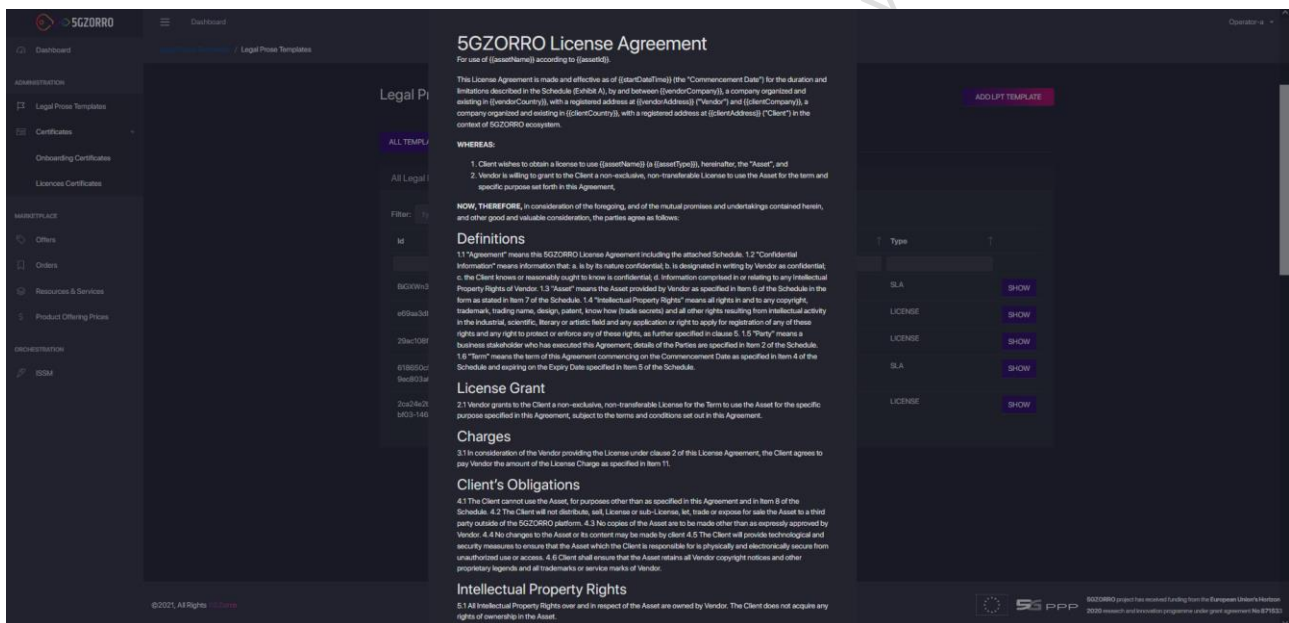 5GZORRO
Dashboard
Operator-a
Dashboard
/ Legal Prose Templates
ADMINISTRATION
Legal Prose Templates
Certificates
Onboarding Certificates
Licences Certificates
MARKETPLACE
Offers
Orders
Resources & Services
Product Offering Prices
ORCHESTRATION
ISSM
Legal Pr
ADD LPT TEMPLATE
ALL TEMPLA
All Legal
Filter:
Id
Type
SLA
SHOW
e69aa3d
LICENSE
SHOW
29ac108f
LICENSE
SHOW
618650c
9ec803a
SLA
SHOW
2ca24e2
bf03-146
LICENSE
SHOW
5GZORRO License Agreement
For use of {{assetName}} according to {{assetId}}.
This License Agreement is made and effective as of {{startDateTime}} (the "Commencement Date") for the duration and
limitations described in the Schedule (Exhibit A), by and between {{vendorCompany}}, a company organized and
existing in {{vendorCountry}}, with a registered address at {{vendorAddress}} ("Vendor") and {{clientCompany}}, a
company organized and existing in {{clientCountry}}, with a registered address at {{clientAddress}} ("Client") in the
context of 5GZORRO ecosystem.
WHEREAS:
1. Client wishes to obtain a license to use {{assetName}} (a {{assetType}}), hereinafter, the "Asset", and
2. Vendor is willing to grant to the Client a non-exclusive, non-transferable License to use the Asset for the term and
specific purpose set forth in this Agreement,
NOW, THEREFORE, in consideration of the foregoing, and of the mutual promises and undertakings contained herein,
and other good and valuable consideration, the parties agree as follows:
Definitions
1.1 "Agreement" means this 5GZORRO License Agreement including the attached Schedule. 1.2 "Confidential
Information" means information that: a. is by its nature confidential; b. is designated in writing by Vendor as confidential;
c. the Client knows or reasonably ought to know is confidential; d. Information comprised in or relating to any Intellectual
Property Rights of Vendor. 1.3 "Asset" means the Asset provided by Vendor as specified in Item 6 of the Schedule in the
form as stated in Item 7 of the Schedule. 1.4 "Intellectual Property Rights" means all rights in and to any copyright,
trademark, trading name, design, patent, know how (trade secrets) and all other rights resulting from intellectual activity
in the industrial, scientific, literary or artistic field and any application or right to apply for registration of any of these
rights and any right to protect or enforce any of these rights, as further specified in clause 5. 1.5 "Party" means a
business stakeholder who has executed this Agreement; details of the Parties are specified in Item 2 of the Schedule.
1.6 "Term" means the term of this Agreement commencing on the Commencement Date as specified in Item 4 of the
Schedule and expiring on the Expiry Date specified in Item 5 of the Schedule.
License Grant
2.1 Vendor grants to the Client a non-exclusive, non-transferable License for the Term to use the Asset for the specific
purpose specified in this Agreement, subject to the terms and conditions set out in this Agreement.
Charges
3.1 In consideration of the Vendor providing the License under clause 2 of this License Agreement, the Client agrees to
pay Vendor the amount of the License Charge as specified in Item 11.
Client's Obligations
4.1 The Client cannot use the Asset, for purposes other than as specified in this Agreement and in Item 8 of the
Schedule. 4.2 The Client will not distribute, sell, License or sub-License, let, trade or expose for sale the Asset to a third
party outside of the 5GZORRO platform. 4.3 No copies of the Asset are to be made other than as expressly approved by
Vendor. 4.4 No changes to the Asset or its content may be made by client 4.5 The Client will provide technological and
security measures to ensure that the Asset which the Client is responsible for is physically and electronically secure from
unauthorized use or access. 4.6 Client shall ensure that the Asset retains all Vendor copyright notices and other
proprietary legends and all trademarks or service marks of Vendor.
Intellectual Property Rights
5.1 All Intellectual Property Rights over and in respect of the Asset are owned by Vendor. The Client does not acquire any
rights of ownership in the Asset.
©2021, All Rights
5G PPP
5GZORRO project has received funding from the European Union's Horizon
2020 research and innovation programme under grant agreement No 871533